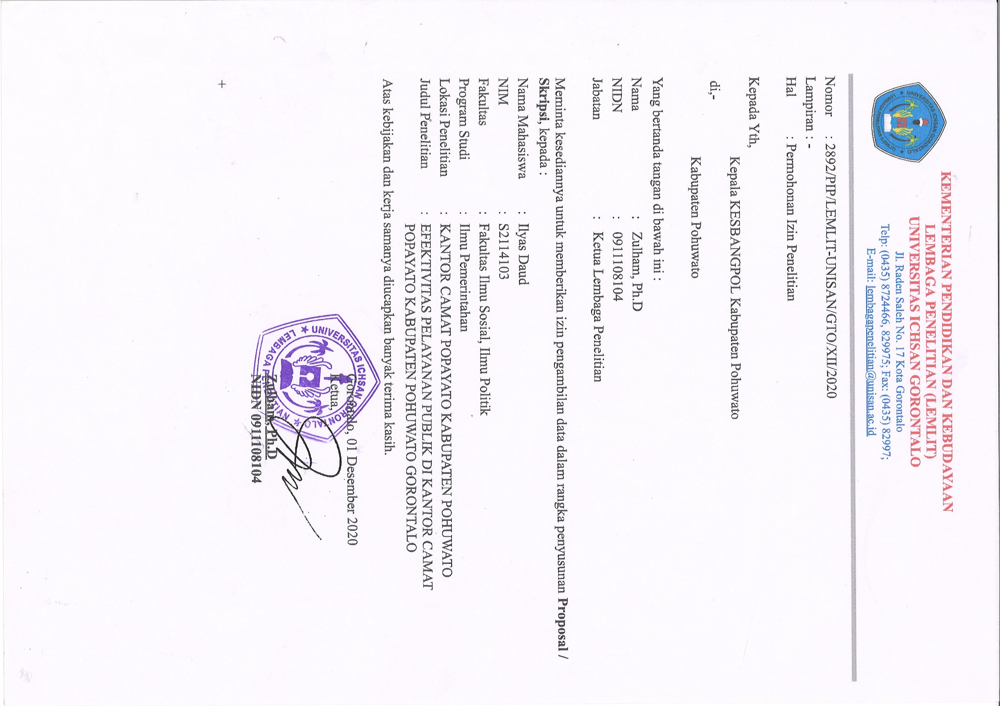 KEMENTERIAN PENDIDIKAN DAN KEBUDAYAAN
LEMBAGA PENELITIAN (LEMLIT)
UNIVERSITAS ICHSAN GORONTALO
Jl. Raden Saleh No. 17 Kota Gorontalo
Telp: (0435) 8724466, 829975; Fax: (0435) 82997;
E-mail: lembagapenelitian@unisan.ac.id
UNIVERSITAS ICHSAN GORONTALO
LEMBAGA PENELITIAN (LEMLIT)
Nomor : 2892/PIP/LEMLIT-UNISAN/GTO/XII/2020
Lampiran : -
Hal : Permohonan Izin Penelitian
Kepada Yth,
Kepala KESBANGPOL Kabupaten Pohuwato
di,-
Kabupaten Pohuwato
Yang bertanda tangan di bawah ini :
Nama : Zulham, Ph.D
NIDN : 0911108104
Jabatan : Ketua Lembaga Penelitian
Meminta kesediannya untuk memberikan izin pengambilan data dalam rangka penyusunan Proposal /
Skripsi, kepada :
Nama Mahasiswa : Ilyas Daud
NIM : S2114103
Fakultas : Fakultas Ilmu Sosial, Ilmu Politik
Program Studi : Ilmu Pemerintahan
Lokasi Penelitian : KANTOR CAMAT POPAYATO KABUPATEN POHUWATO
Judul Penelitian : EFEKTIVITAS PELAYANAN PUBLIK DI KANTOR CAMAT
POPAYATO KABUPATEN POHUWATO GORONTALO
Atas kebijakan dan kerja samanya diucapkan banyak terima kasih.
Gorontalo, 01 Desember 2020
Ketua,
UNIVERSITAS ICHSAN GORONTALO
LEMBAGA PENELITIAN
Zulham, Ph.D
NIDN 0911108104
+